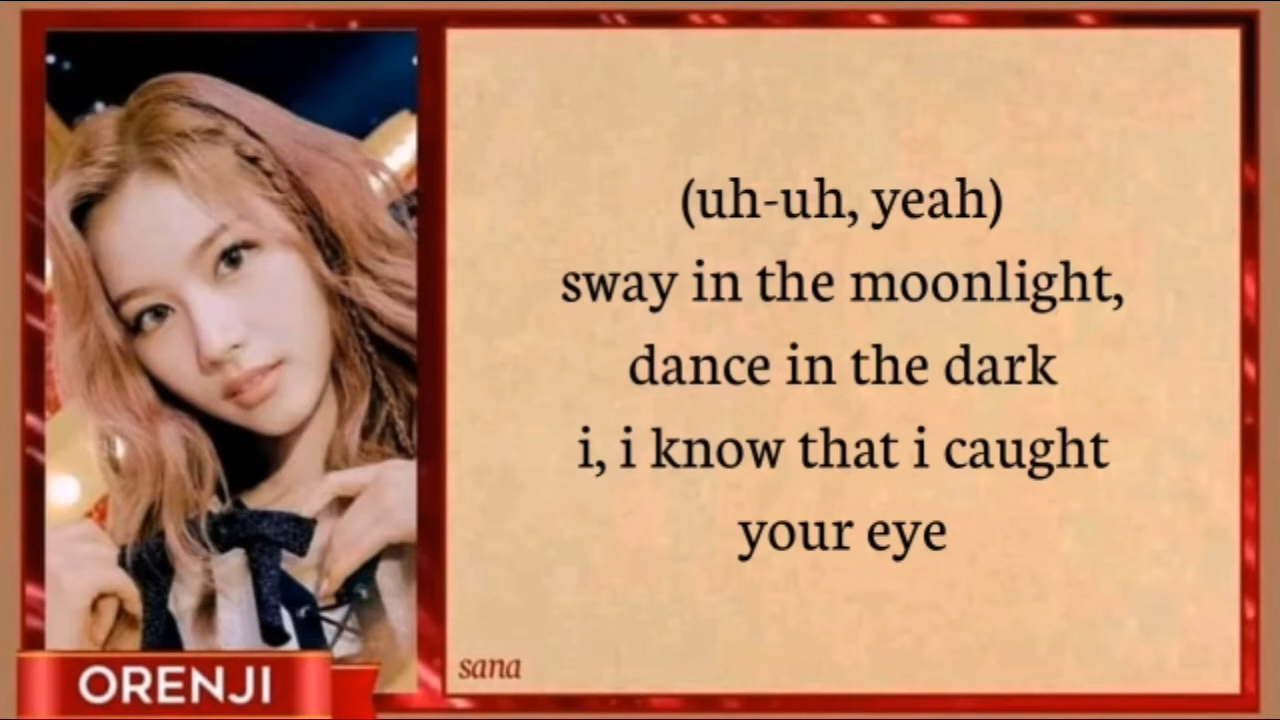 (uh-uh, yeah)
sway in the moonlight,
dance in the dark
i, i know that i caught
your eye
sana
ORENJI